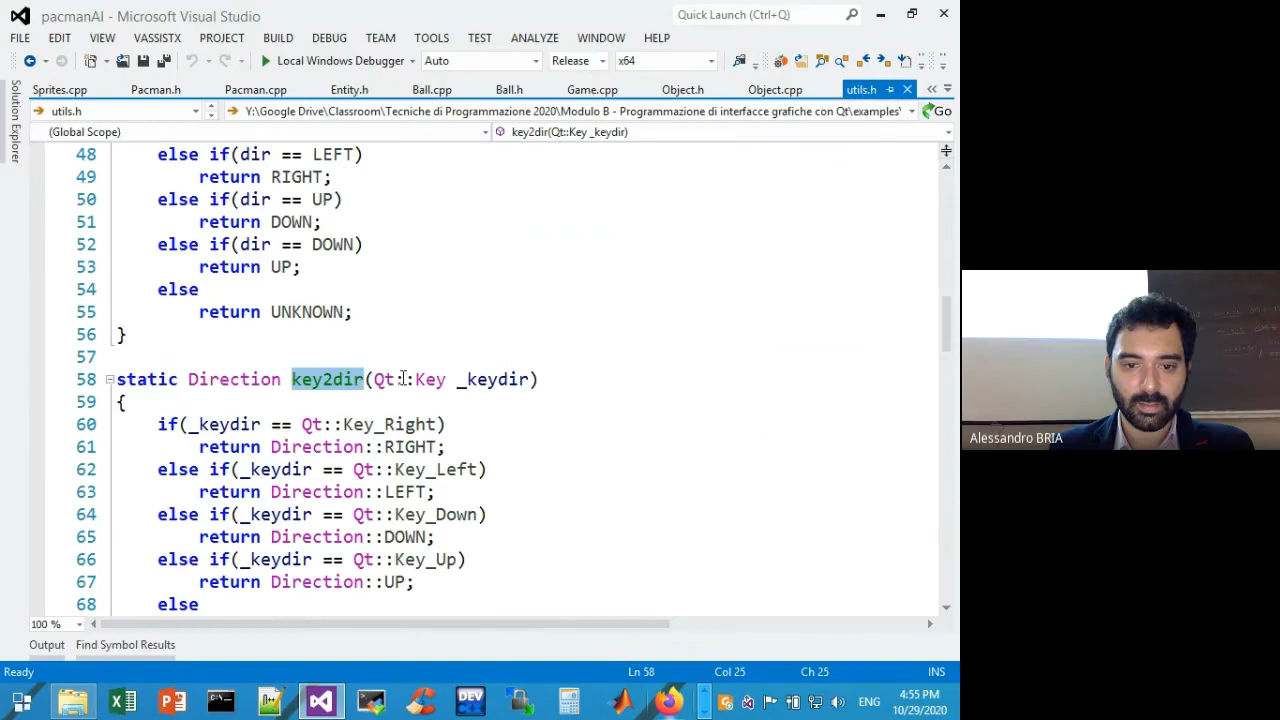 pacmanAI - Microsoft Visual Studio
Quick Launch (Ctrl+Q)
FILE EDIT VIEW VASSISTX PROJECT BUILD DEBUG TEAM TOOLS TEST ANALYZE WINDOW HELP
Local Windows Debugger Auto Release x64
Sprites.cpp Pacman.h Pacman.cpp Entity.h Ball.cpp Ball.h Game.cpp Object.h Object.cpp utils.h
utils.h Y:\Google Drive\Classroom\Tecniche di Programmazione 2020\Modulo B - Programmazione di interfacce grafiche con Qt\examples\ Go
(Global Scope) key2dir(Qt::Key _keydir)
Solution Explorer
48 else if(dir == LEFT)
49 return RIGHT;
50 else if(dir == UP)
51 return DOWN;
52 else if(dir == DOWN)
53 return UP;
54 else
55 return UNKNOWN;
56 }
57
58 static Direction key2dir(Qt::Key _keydir)
59 {
60 if(_keydir == Qt::Key_Right)
61 return Direction::RIGHT;
62 else if(_keydir == Qt::Key_Left)
63 return Direction::LEFT;
64 else if(_keydir == Qt::Key_Down)
65 return Direction::DOWN;
66 else if(_keydir == Qt::Key_Up)
67 return Direction::UP;
68 else
100 %
Output Find Symbol Results
Ready Ln 58 Col 25 Ch 25 INS
DEV
ENG
4:55 PM
10/29/2020
Alessandro BRIA